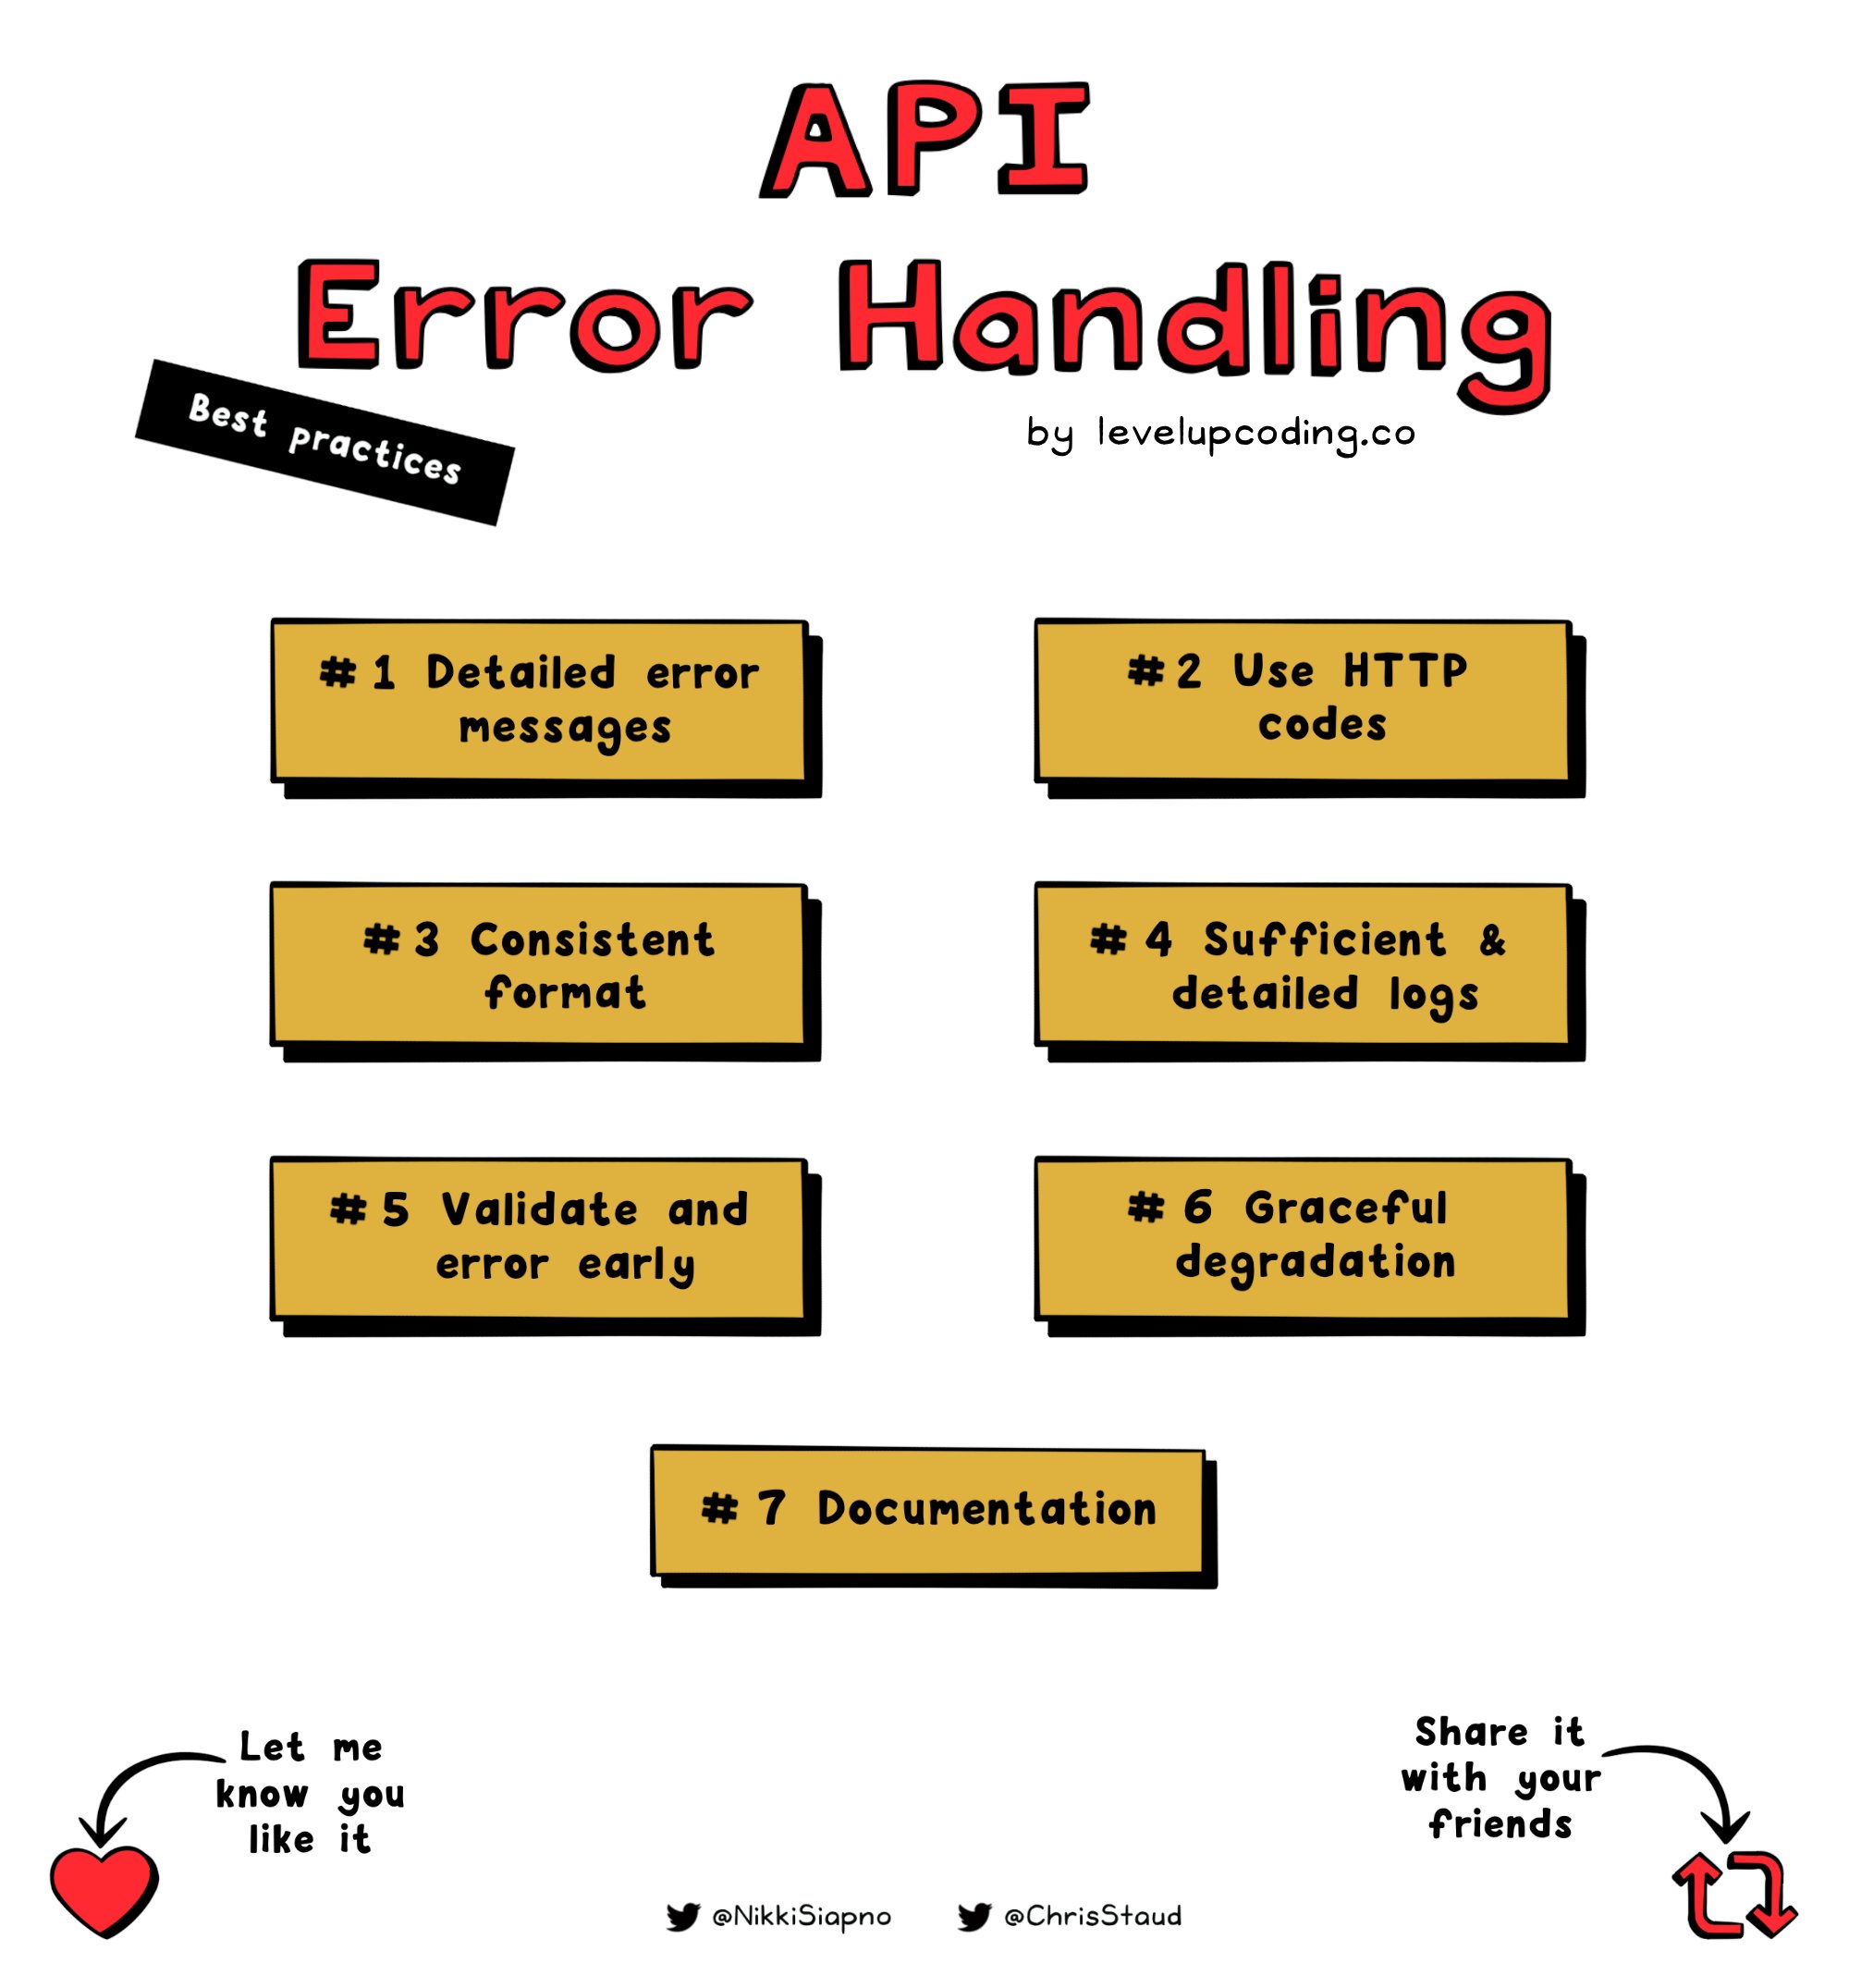 API
Error Handling
Best practices
by levelupcoding.co
#1 Detailed error
messages
#2 Use HTTP
codes
#3 Consistent
format
#4 Sufficient &
detailed logs
#5 Validate and
error early
#6 Graceful
degradation
#7 Documentation
Let me
know you
like it
Share it
with your
friends
@NikkiSiapno
@ChrisStaud